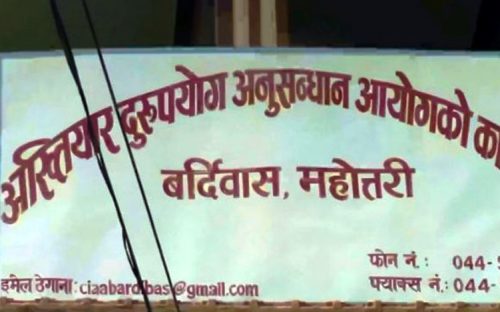 अख्तियार दुरुपयोग अनुसन्धान आयोगको का
बर्दिवास, महोत्तरी
फोन नं.: 044-
इमेल ठेगाना: ciaabardibas@gmail.com फ्याक्स नं.: 044-